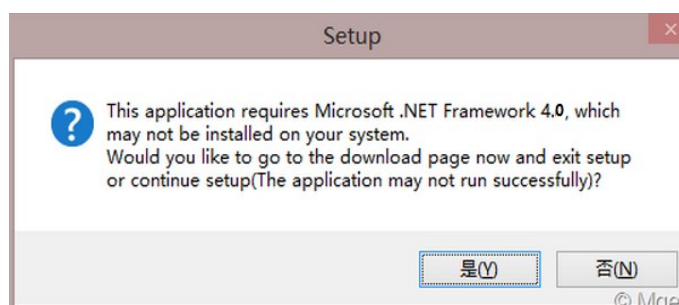 Setup
This application requires Microsoft .NET Framework 4.0, which
may not be installed on your system.
Would you like to go to the download page now and exit setup
or continue setup(The application may not run successfully)?
是(Y)
否(N)